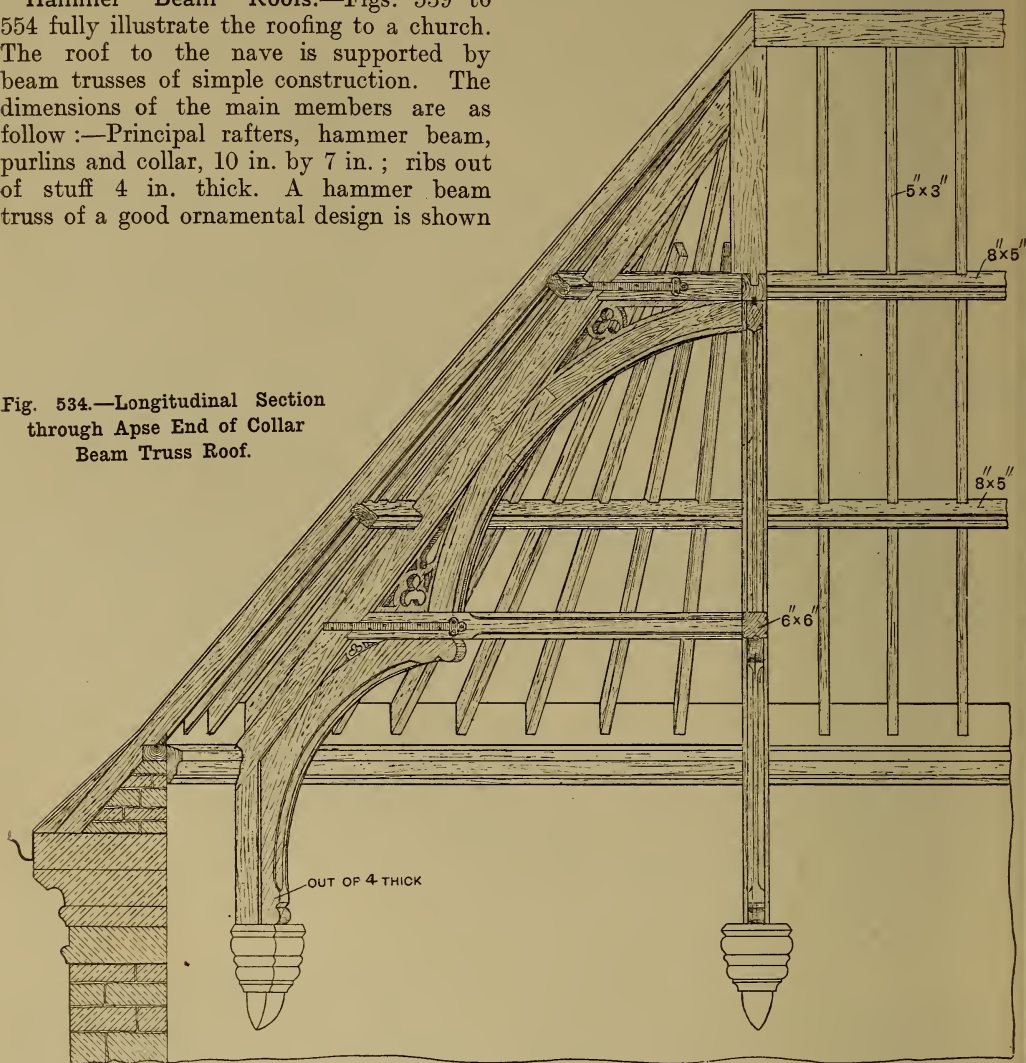 Hammer Beam Roofs.—Figs. 539 to
554 fully illustrate the roofing to a church.
The roof to the nave is supported by
beam trusses of simple construction. The
dimensions of the main members are as
follow :—Principal rafters, hammer beam,
purlins and collar, 10 in. by 7 in. ; ribs out
of stuff 4 in. thick. A hammer beam
truss of a good ornamental design is shown
5"×3"
8"×5"
Fig. 534.—Longitudinal Section
through Apse End of Collar
Beam Truss Roof.
8"×5"
6"×6"
OUT OF 4 THICK